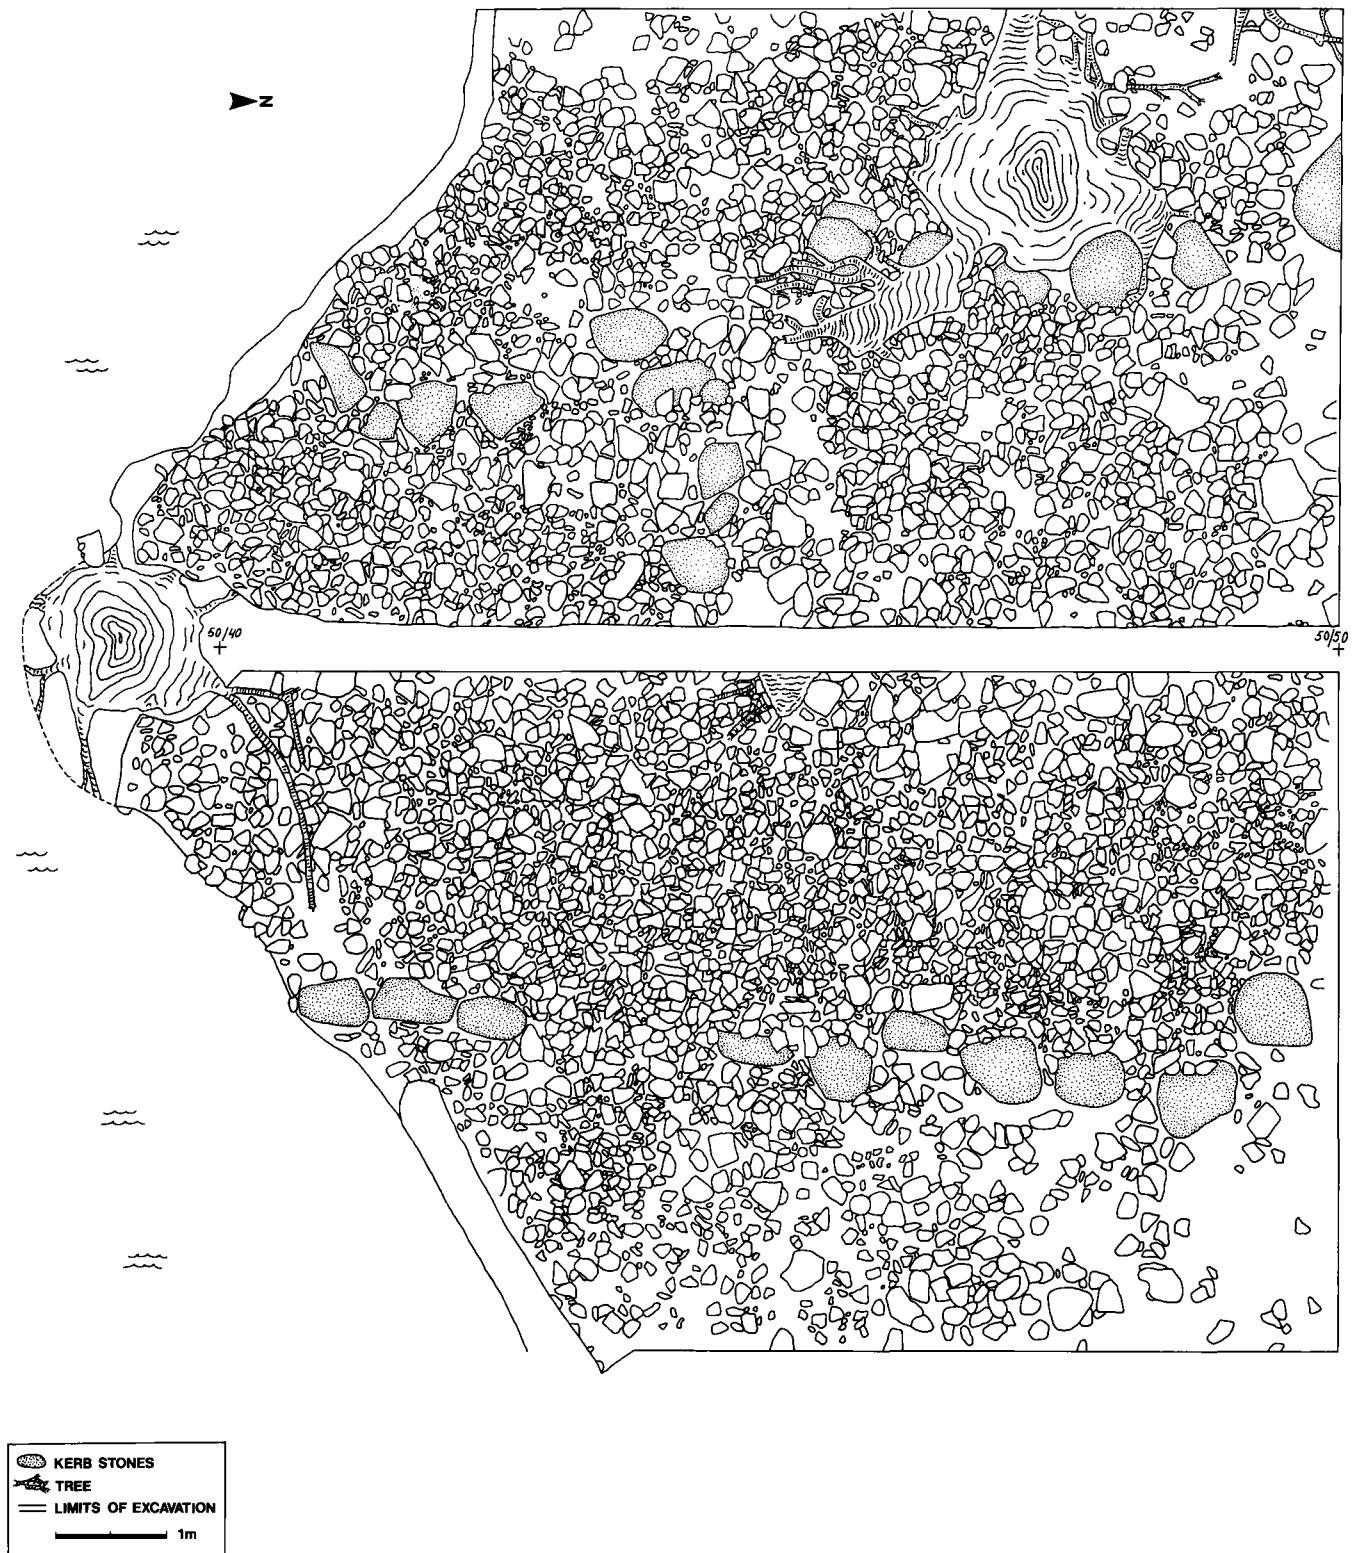 N
50/40
50/50
KERB STONES
TREE
LIMITS OF EXCAVATION
1m